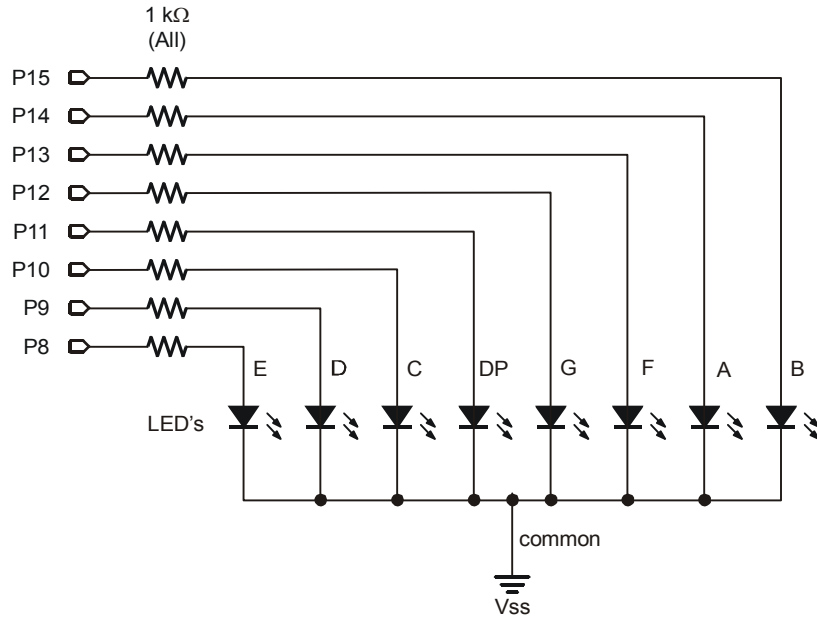 1 kΩ
(All)
P15
P14
P13
P12
P11
P10
P9
P8
E D C DP G F A B
LED's
common
Vss